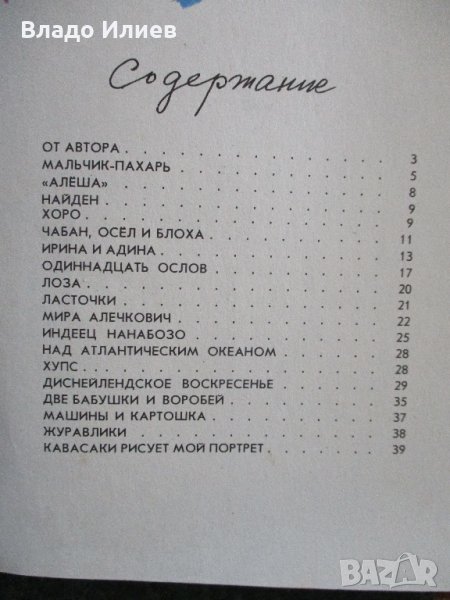 Владо Илиев
Содержание
ОТ АВТОРА . . . . . . . . . . . . . 3
МАЛЬЧИК-ПАХАРЬ . . . . . . . . . . 5
«АЛЁША» . . . . . . . . . . . . . 8
НАЙДЕН . . . . . . . . . . . . . 9
ХОРО . . . . . . . . . . . . . . 9
ЧАБАН, ОСЁЛ И БЛОХА . . . . . . . . 11
ИРИНА И АДИНА . . . . . . . . . . 13
ОДИННАДЦАТЬ ОСЛОВ . . . . . . . . 17
ЛОЗА . . . . . . . . . . . . . . 20
ЛАСТОЧКИ . . . . . . . . . . . . 21
МИРА АЛЕЧКОВИЧ . . . . . . . . . . 22
ИНДЕЕЦ НАНАБОЗО . . . . . . . . . 25
НАД АТЛАНТИЧЕСКИМ ОКЕАНОМ . . . . . 28
ХУПС . . . . . . . . . . . . . . 28
ДИСНЕЙЛЕНДСКОЕ ВОСКРЕСЕНЬЕ . . . . 29
ДВЕ БАБУШКИ И ВОРОБЕЙ . . . . . . . 35
МАШИНЫ И КАРТОШКА . . . . . . . . 37
ЖУРАВЛИКИ . . . . . . . . . . . . 38
КАВАСАКИ РИСУЕТ МОЙ ПОРТРЕТ . . . . 39
BAZAR